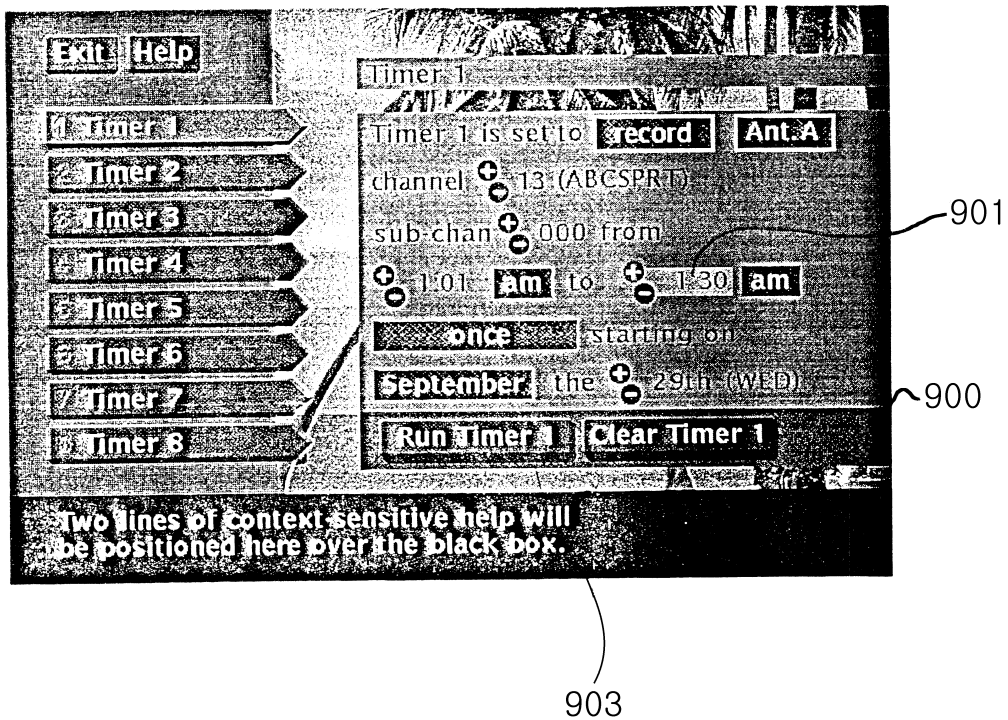 Exit Help
Timer 1
1 Timer 1
2 Timer 2
3 Timer 3
4 Timer 4
5 Timer 5
6 Timer 6
7 Timer 7
8 Timer 8
Timer 1 is set to record Ant.A
channel + - 13 (ABCSPRT)
sub-chan + - 000 from
+ - 1:01 am to + - 1:30 am
once starting on
September the + - 29th (WED)
Run Timer 1 Clear Timer 1
Two lines of context-sensitive help will
be positioned here over the black box.
901
900
903